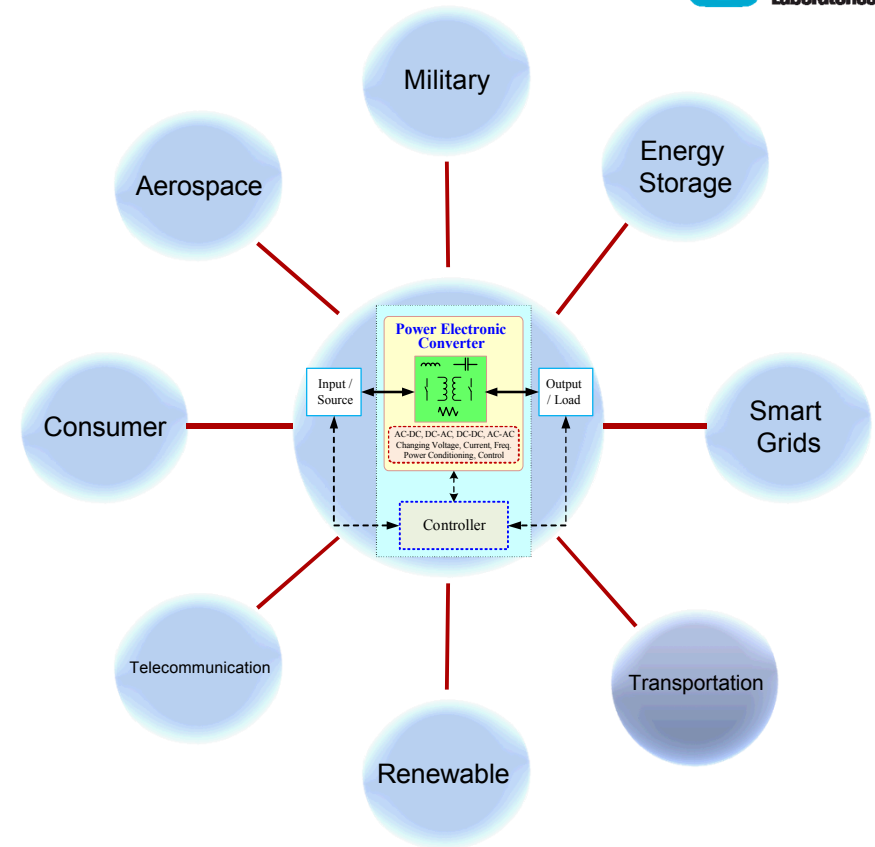 Laboratories
Military
Energy
Storage
Aerospace
Power Electronic
Converter
Input /
Source
Output
/ Load
AC-DC, DC-AC, DC-DC, AC-AC
Changing Voltage, Current, Freq.
Power Conditioning, Control
Controller
Consumer
Smart
Grids
Telecommunication
Transportation
Renewable